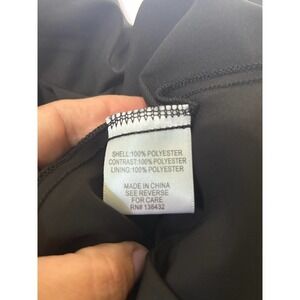 SHELL:100% POLYESTER
CONTRAST:100% POLYESTER
LINING:100% POLYESTER
MADE IN CHINA
SEE REVERSE
FOR CARE
RN# 138432